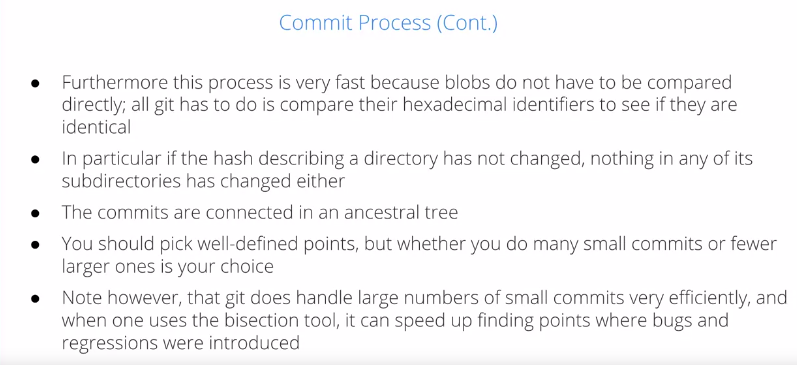 Commit Process (Cont.)
● Furthermore this process is very fast because blobs do not have to be compared
directly; all git has to do is compare their hexadecimal identifiers to see if they are
identical
● In particular if the hash describing a directory has not changed, nothing in any of its
subdirectories has changed either
● The commits are connected in an ancestral tree
● You should pick well-defined points, but whether you do many small commits or fewer
larger ones is your choice
● Note however, that git does handle large numbers of small commits very efficiently, and
when one uses the bisection tool, it can speed up finding points where bugs and
regressions were introduced